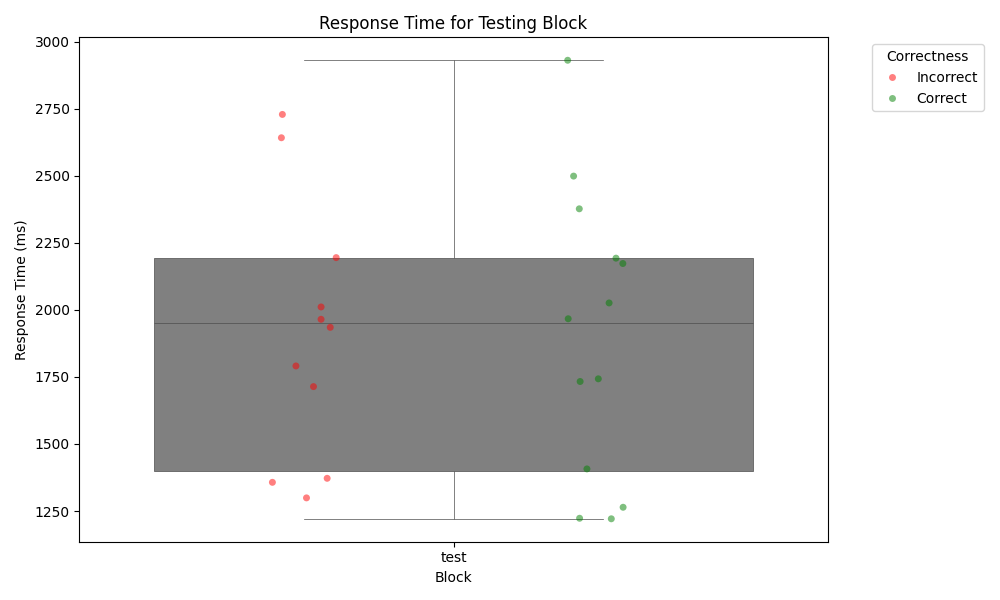 Response Time for Testing Block
Response Time (ms)
3000
2750
2500
2250
2000
1750
1500
1250
test
Block
Correctness
Incorrect
Correct